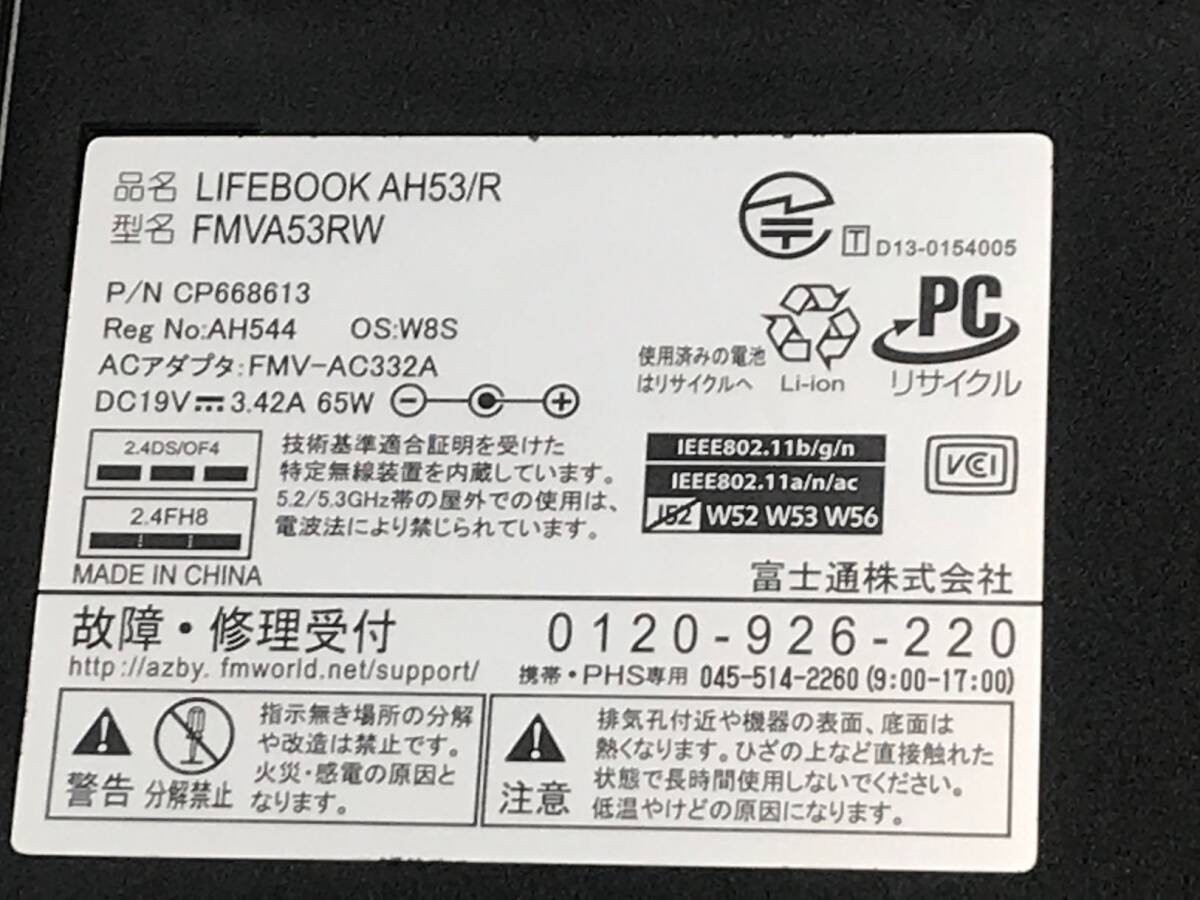 品名 LIFEBOOK AH53/R
型名 FMVA53RW
T D13-0154005
P/N CP668613
Reg No:AH544 OS:W8S
ACアダプタ:FMV-AC332A
DC19V 3.42A 65W
使用済みの電池
はリサイクルへ
Li-ion
PC
リサイクル
2.4DS/OF4
2.4FH8
技術基準適合証明を受けた
特定無線装置を内蔵しています。
5.2/5.3GHz帯の屋外での使用は、
電波法により禁じられています。
IEEE802.11b/g/n
IEEE802.11a/n/ac
J52 W52 W53 W56
VCCI
MADE IN CHINA
富士通株式会社
故障・修理受付 0120-926-220
http://azby.fmworld.net/support/ 携帯・PHS専用 045-514-2260 (9:00-17:00)
警告
分解禁止
指示無き場所の分解
や改造は禁止です。
火災・感電の原因と
なります。
注意
排気孔付近や機器の表面、底面は
熱くなります。ひざの上など直接触れた
状態で長時間使用しないでください。
低温やけどの原因になります。